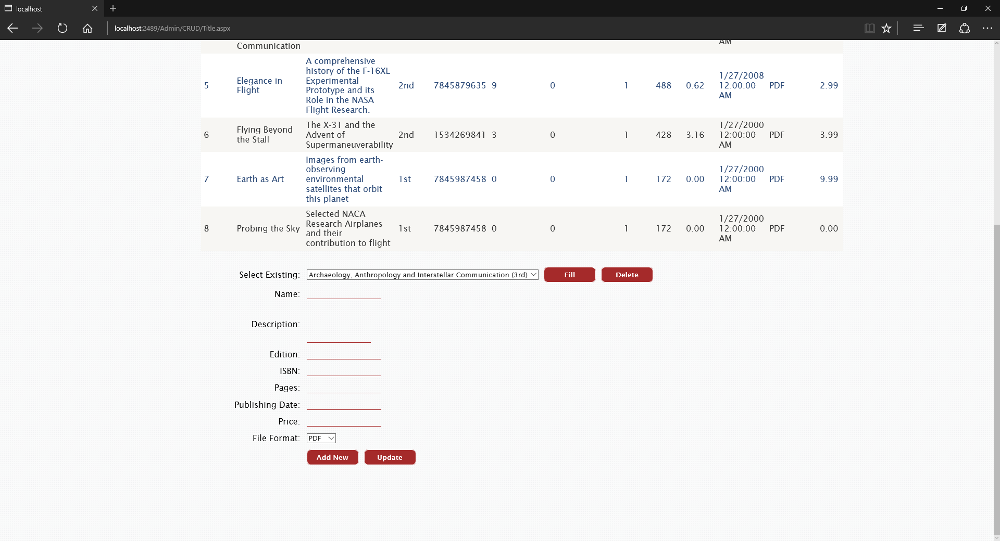 localhost
localhost:2489/Admin/CRUD/Title.aspx
Communication AM
5 Elegance in Flight A comprehensive history of the F-16XL Experimental Prototype and its Role in the NASA Flight Research. 2nd 7845879635 9 0 1 488 0.62 1/27/2008 12:00:00 AM PDF 2.99
6 Flying Beyond the Stall The X-31 and the Advent of Supermaneuverability 2nd 1534269841 3 0 1 428 3.16 1/27/2000 12:00:00 AM PDF 3.99
7 Earth as Art Images from earth-observing environmental satellites that orbit this planet 1st 7845987458 0 0 1 172 0.00 1/27/2000 12:00:00 AM PDF 9.99
8 Probing the Sky Selected NACA Research Airplanes and their contribution to flight 1st 7845987458 0 0 1 172 0.00 1/27/2000 12:00:00 AM PDF 0.00
Select Existing: Archaeology, Anthropology and Interstellar Communication (3rd) Fill Delete
Name:
Description:
Edition:
ISBN:
Pages:
Publishing Date:
Price:
File Format: PDF
Add New Update